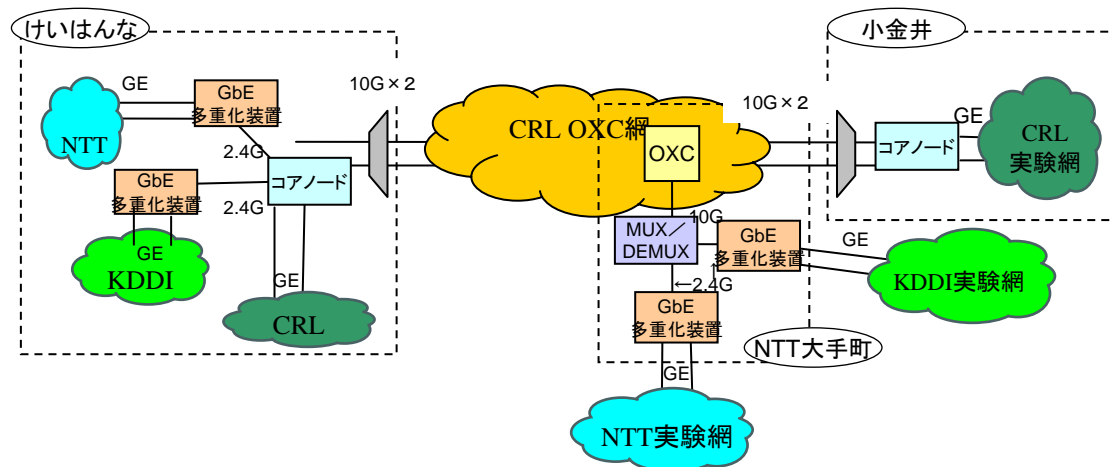 けいはんな
小金井
GE
GbE
多重化装置
10G×2
10G×2
NTT
CRL OXC網
OXC
GE
CRL
実験網
2.4G
コアノード
コアノード
GbE
多重化装置
2.4G
10G
MUX／
DEMUX
GbE
多重化装置
GE
GE
KDDI
GE
←2.4G
→
KDDI実験網
CRL
GbE
多重化装置
NTT大手町
GE
NTT実験網